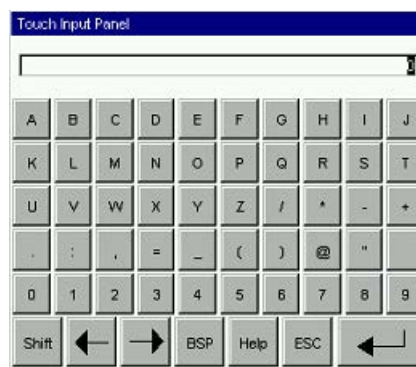 Touch Input Panel
0
A B C D E F G H I J
K L M N O P Q R S T
U V W X Y Z / * - +
. : , = _ ( ) @ "
0 1 2 3 4 5 6 7 8 9
Shift BSP Help ESC